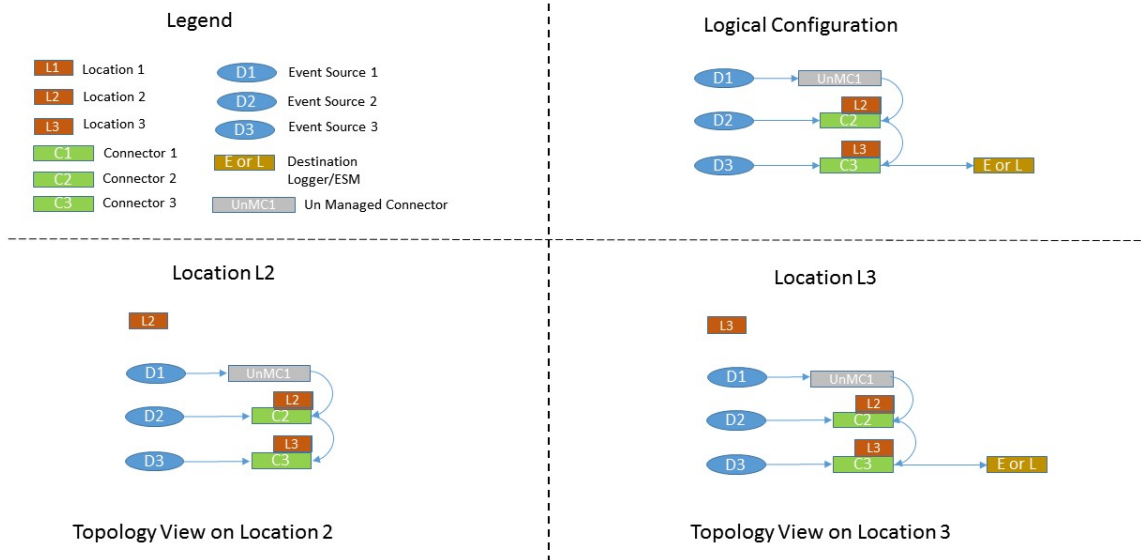 Legend
L1 Location 1
L2 Location 2
L3 Location 3
C1 Connector 1
C2 Connector 2
C3 Connector 3
D1 Event Source 1
D2 Event Source 2
D3 Event Source 3
E or L Destination
Logger/ESM
UnMC1 Un Managed Connector
Logical Configuration
D1 UnMC1
L2
D2 C2
L3
D3 C3 E or L
Location L2
L2
D1 UnMC1
L2
D2 C2
L3
D3 C3
Topology View on Location 2
Location L3
L3
D1 UnMC1
L2
D2 C2
L3
D3 C3 E or L
Topology View on Location 3